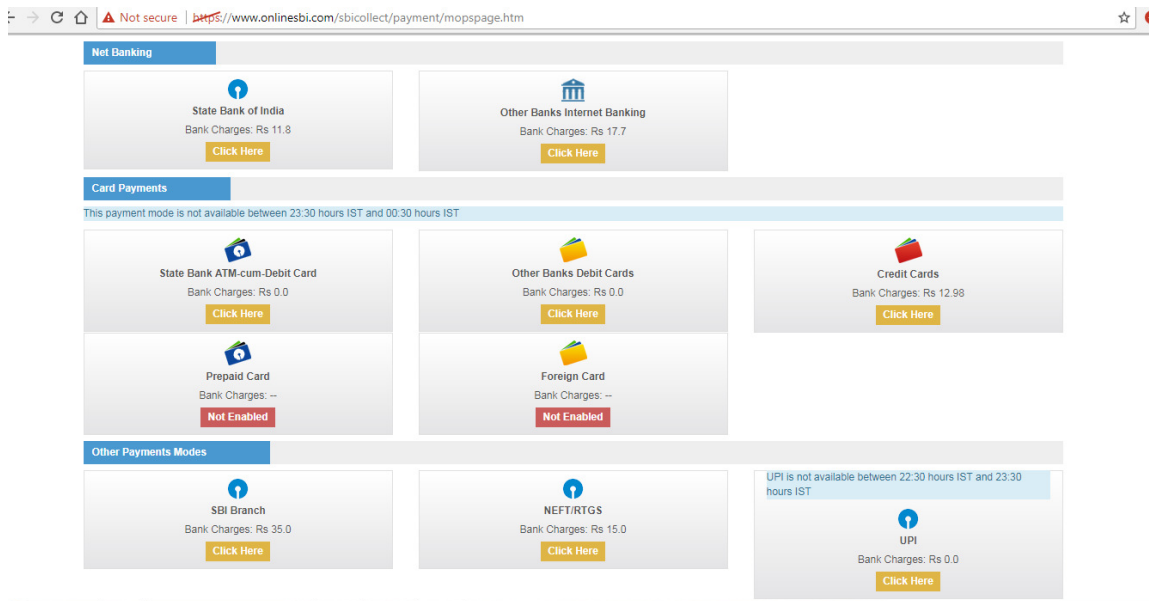 Not secure | https://www.onlinesbi.com/sbicollect/payment/mopspage.htm
Net Banking
State Bank of India
Bank Charges: Rs 11.8
Click Here
Other Banks Internet Banking
Bank Charges: Rs 17.7
Click Here
Card Payments
This payment mode is not available between 23:30 hours IST and 00:30 hours IST
State Bank ATM-cum-Debit Card
Bank Charges: Rs 0.0
Click Here
Other Banks Debit Cards
Bank Charges: Rs 0.0
Click Here
Credit Cards
Bank Charges: Rs 12.98
Click Here
Prepaid Card
Bank Charges: --
Not Enabled
Foreign Card
Bank Charges: --
Not Enabled
Other Payments Modes
SBI Branch
Bank Charges: Rs 35.0
Click Here
NEFT/RTGS
Bank Charges: Rs 15.0
Click Here
UPI is not available between 22:30 hours IST and 23:30
hours IST
UPI
Bank Charges: Rs 0.0
Click Here